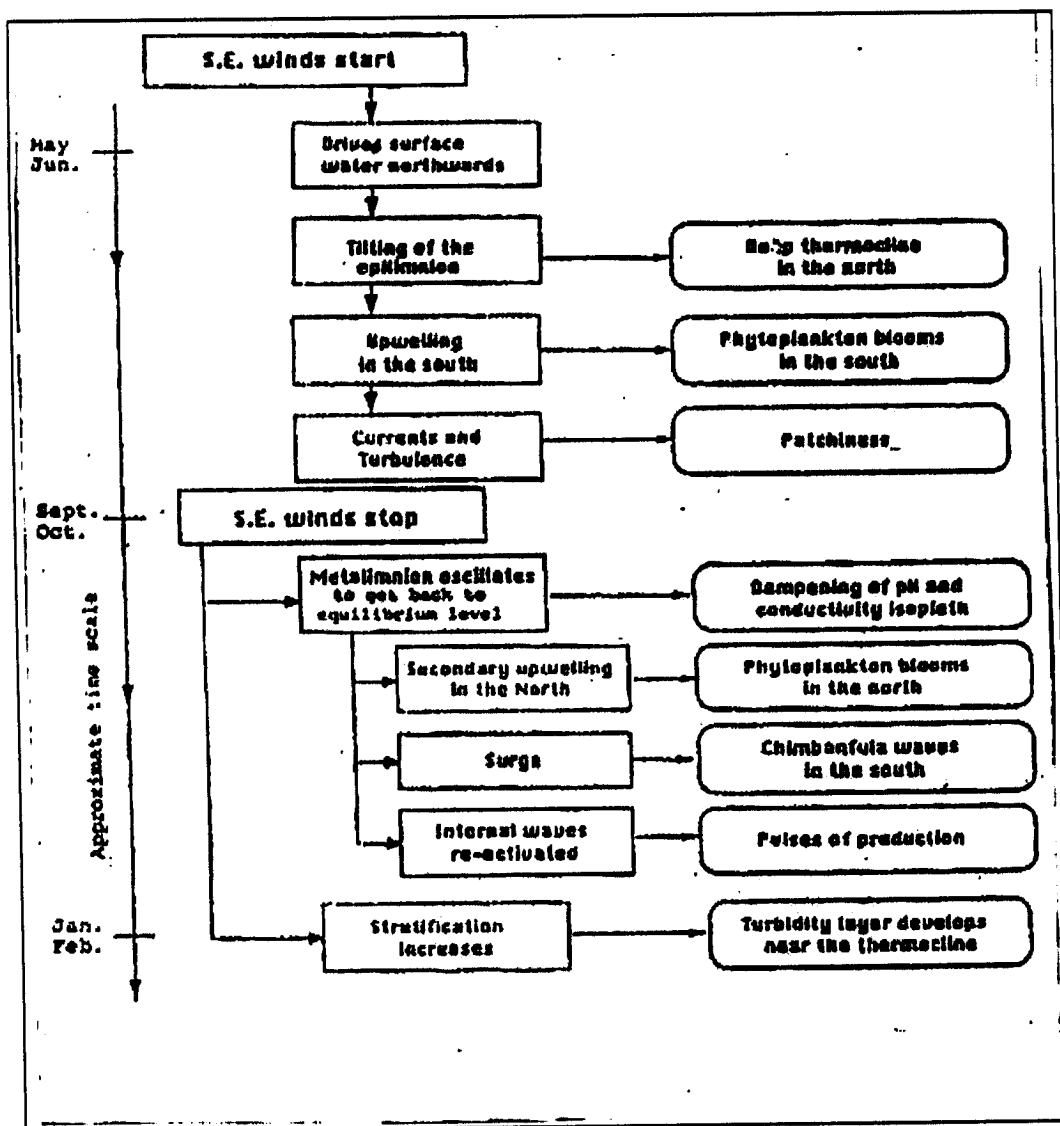 S.E. winds start
May
Jun.
Drives surface
water northwards
Tilting of the
epilimnion
thermocline
in the north
Upwelling
in the south
Phytoplankton blooms
in the south
Currents and
Turbulence
Patchiness
Sept.
Oct.
S.E. winds stop
Metalimnion oscillates
to get back to
equilibrium level
Dampening of pH and
conductivity isopleth
Secondary upwelling
in the North
Phytoplankton blooms
in the north
Surge
Chimbanfula waves
in the south
Internal waves
re-activated
Pulses of production
Approximate time scale
Jan.
Feb.
Stratification
increases
Turbidity layer develops
near the thermocline